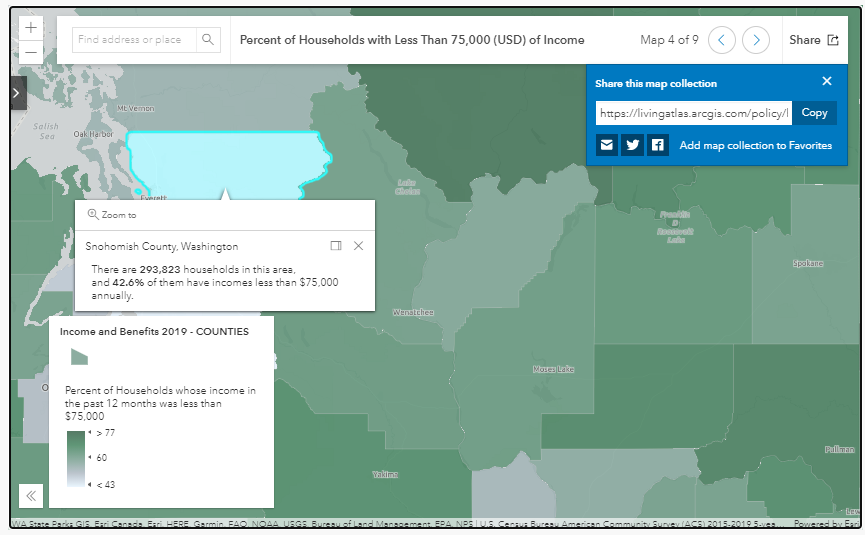 +
Find address or place
Percent of Households with Less Than 75,000 (USD) of Income
Map 4 of 9
Share
−
Share this map collection
https://livingatlas.arcgis.com/policy/l
Copy
Add map collection to Favorites
Mt Vernon
Salish
Sea
Oak Harbor
Everett
Lake
Chelan
Franklin
D
Roosevelt
Lake
Spokane
Wenatchee
Moses Lake
Yakima
Pullman
Lew
Zoom to
Snohomish County, Washington
There are 293,823 households in this area,
and 42.6% of them have incomes less than $75,000
annually.
Income and Benefits 2019 - COUNTIES
O
Percent of Households whose income in
the past 12 months was less than
$75,000
> 77
60
< 43
WA State Parks GIS, Esri Canada, Esri, HERE, Garmin, FAO, NOAA, USGS, Bureau of Land Management, EPA, NPS | U.S. Census Bureau American Community Survey (ACS) 2015-2019 5-yea... Powered by Esri